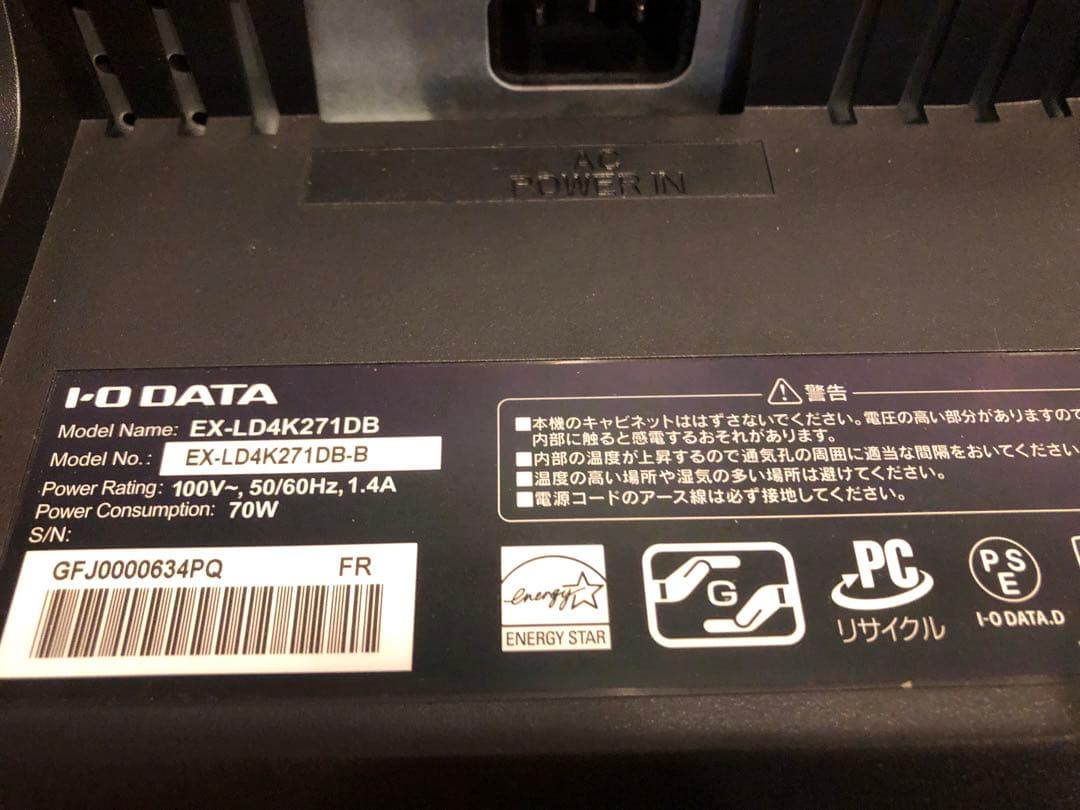 AC
POWER IN
I-O DATA
Model Name: EX-LD4K271DB
Model No.: EX-LD4K271DB-B
Power Rating: 100V~, 50/60Hz, 1.4A
Power Consumption: 70W
S/N:
GFJ0000634PQ FR
警告
■本機のキャビネットははずさないでください。電圧の高い部分がありますので
内部に触ると感電するおそれがあります。
■内部の温度が上昇するので通気孔の周囲に適当な間隔をおいてください。
■温度の高い場所や湿気の多い場所は避けてください。
■電源コードのアース線は必ず接地してください。
energy
ENERGY STAR
G
PC
リサイクル
PS
E
I-O DATA.D